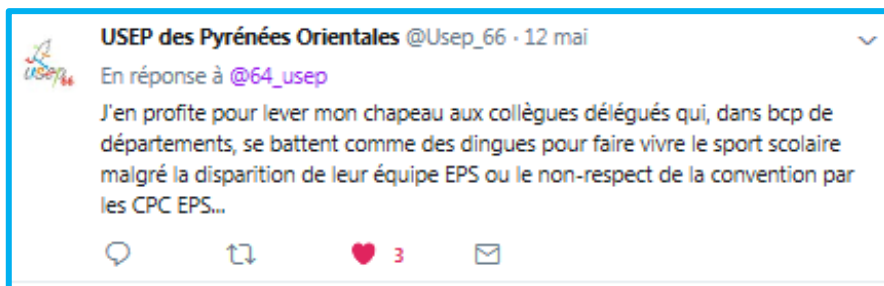 USEP des Pyrénées Orientales @Usep_66 · 12 mai
usep66
En réponse à @64_usep
J'en profite pour lever mon chapeau aux collègues délégués qui, dans bcp de
départements, se battent comme des dingues pour faire vivre le sport scolaire
malgré la disparition de leur équipe EPS ou le non-respect de la convention par
les CPC EPS...
3